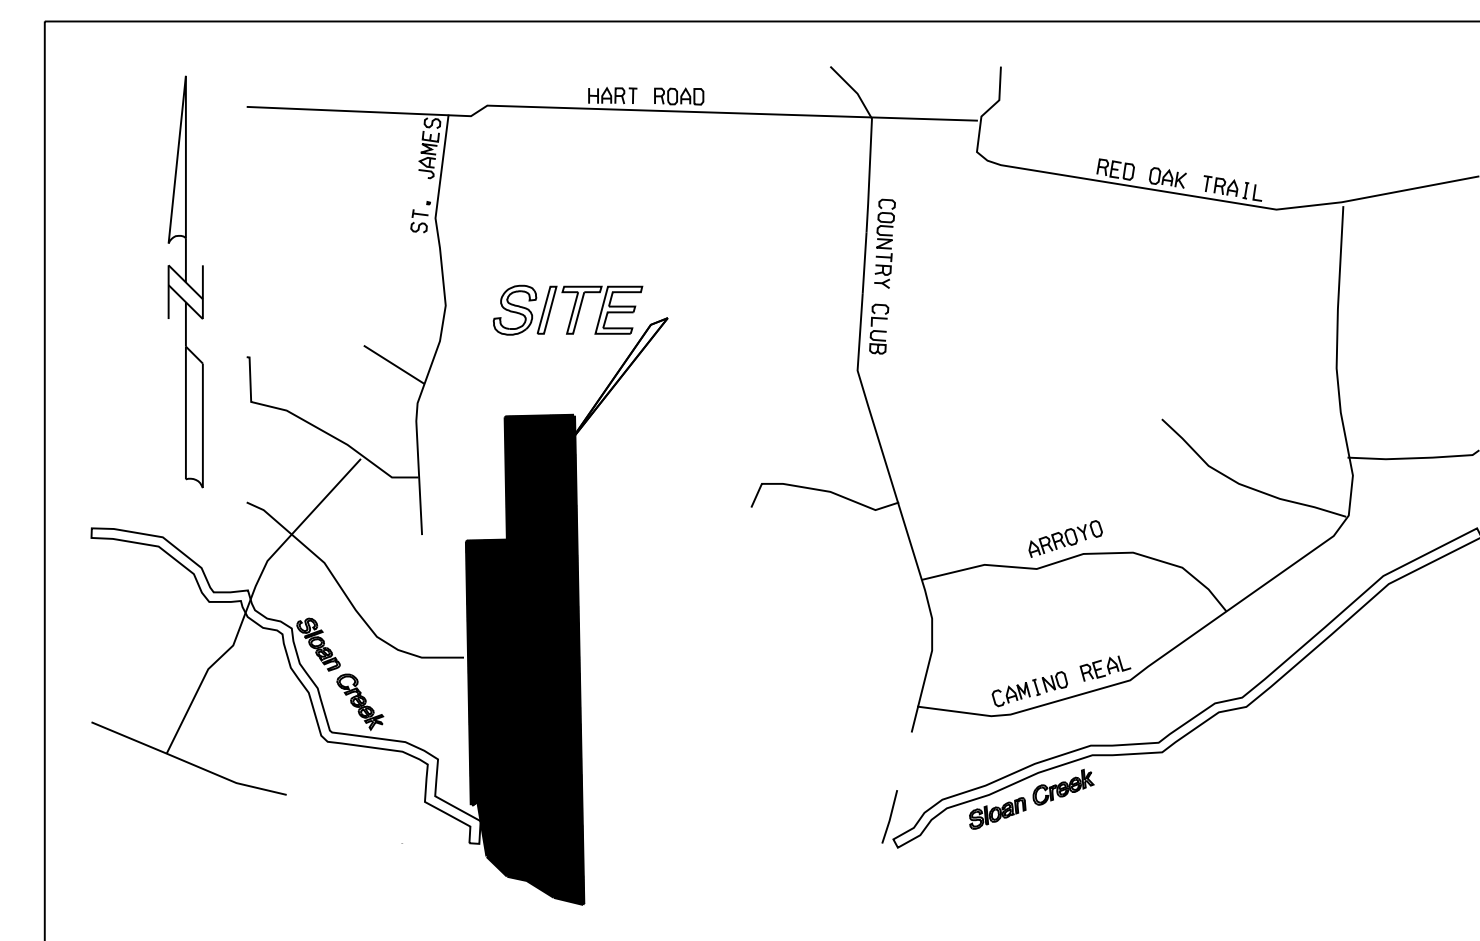 HART ROAD
ST. JAMES
RED OAK TRAIL
COUNTRY CLUB
N
SITE
ARROYO
Sloan Creek
CAMINO REAL
Sloan Creek